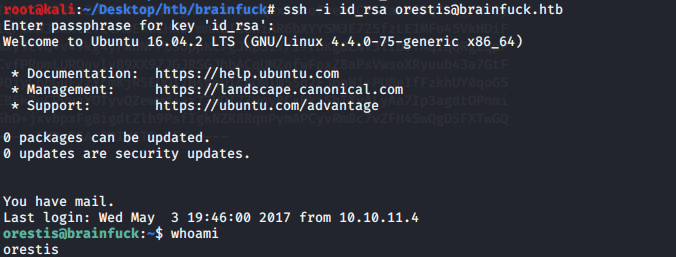 root@kali:~/Desktop/htb/brainfuck# ssh -i id_rsa orestis@brainfuck.htb
Enter passphrase for key 'id_rsa':
Welcome to Ubuntu 16.04.2 LTS (GNU/Linux 4.4.0-75-generic x86_64)
* Documentation: https://help.ubuntu.com
* Management: https://landscape.canonical.com
* Support: https://ubuntu.com/advantage
0 packages can be updated.
0 updates are security updates.
You have mail.
Last login: Wed May 3 19:46:00 2017 from 10.10.11.4
orestis@brainfuck:~$ whoami
orestis